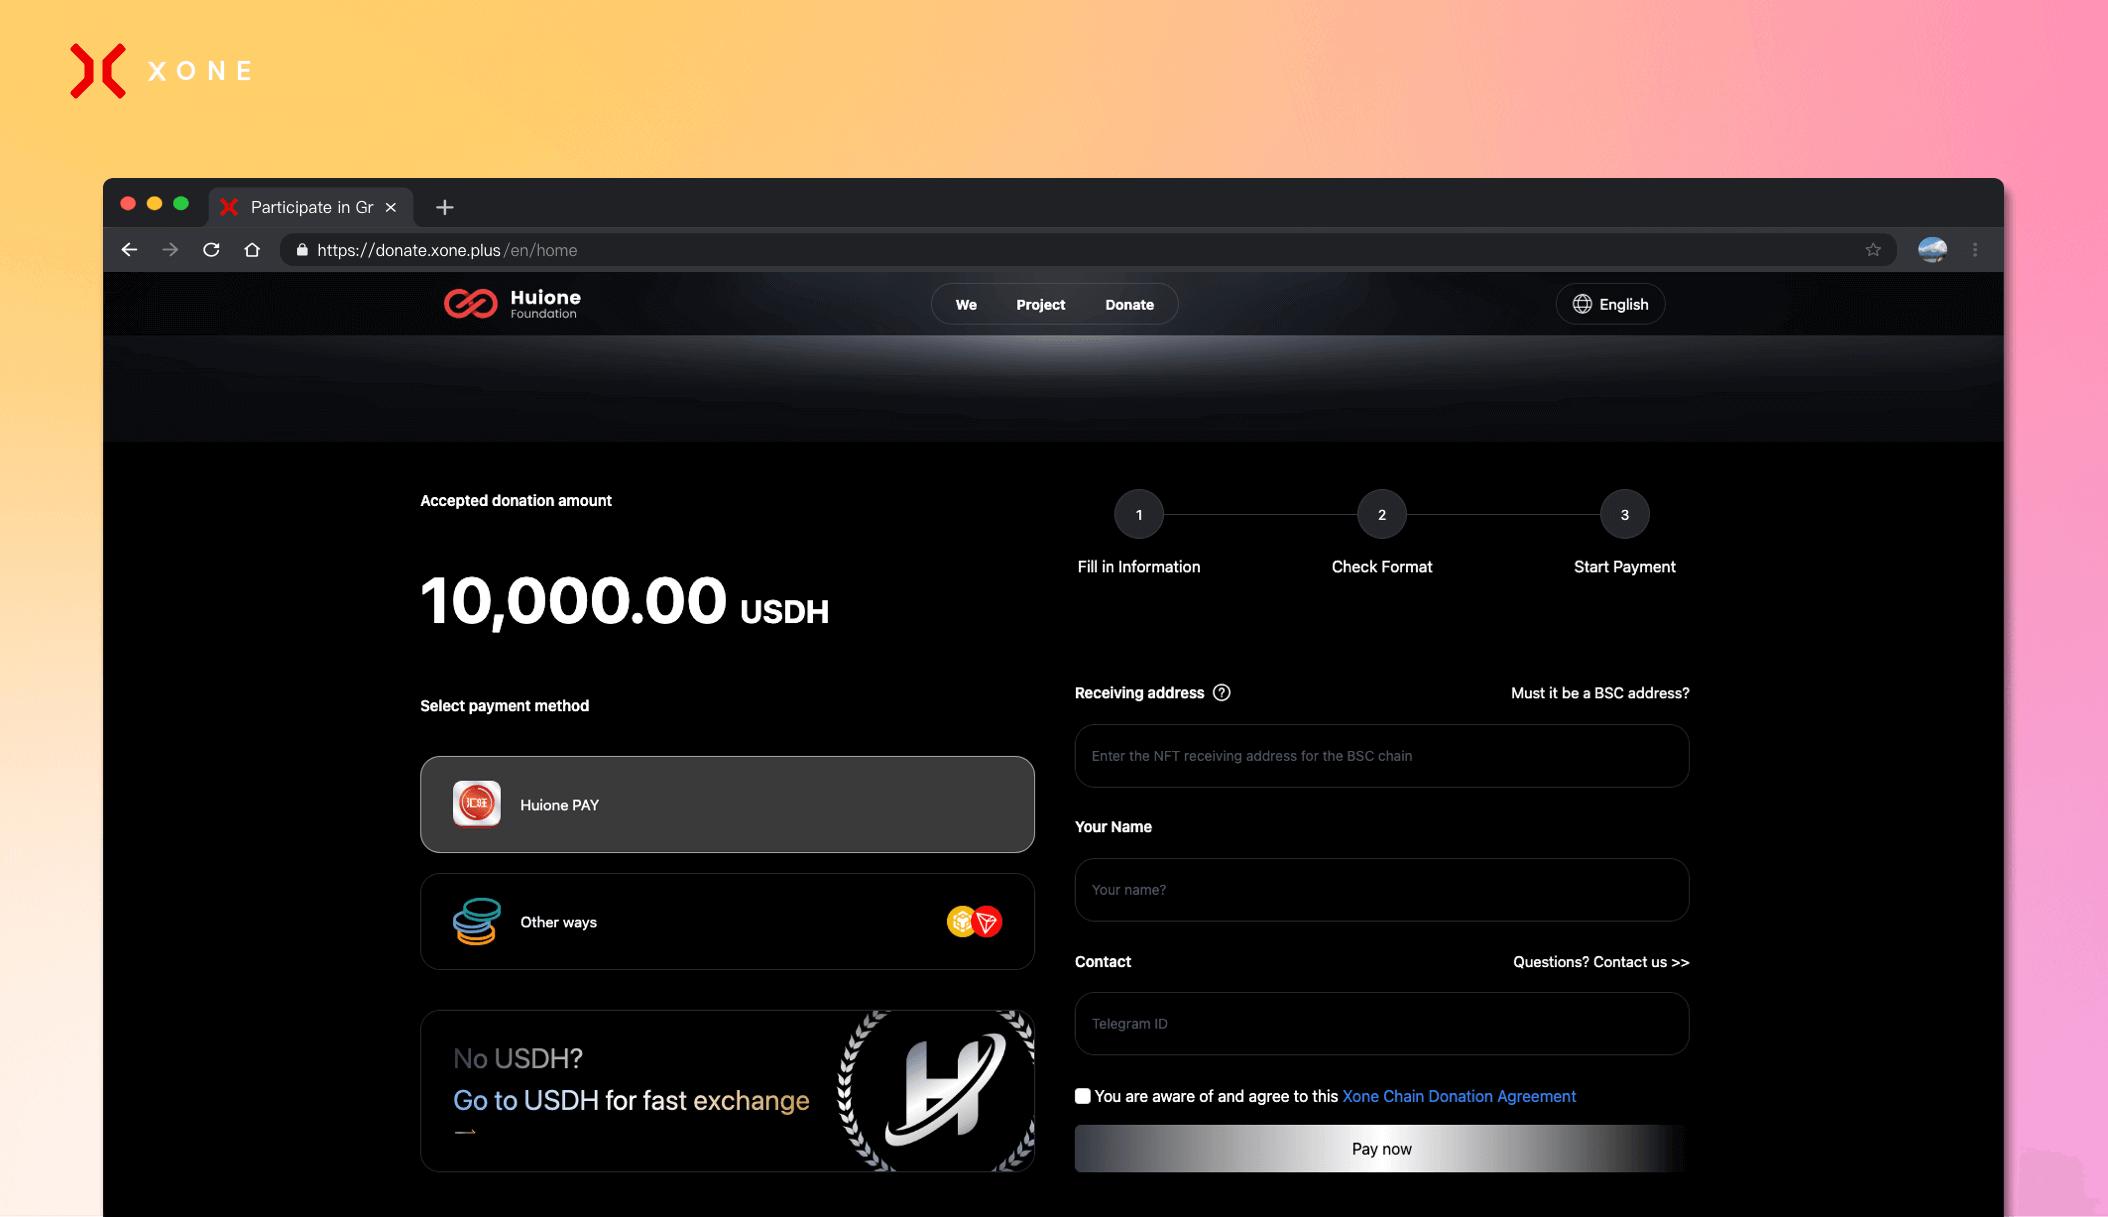 XONE
Participate in Gr
https://donate.xone.plus/en/home
Huione
Foundation
We
Project
Donate
English
Accepted donation amount
10,000.00 USDH
Select payment method
汇旺
Huione PAY
Other ways
No USDH?
Go to USDH for fast exchange
1
2
3
Fill in Information
Check Format
Start Payment
Receiving address
Must it be a BSC address?
Enter the NFT receiving address for the BSC chain
Your Name
Your name?
Contact
Questions? Contact us >>
Telegram ID
You are aware of and agree to this Xone Chain Donation Agreement
Pay now